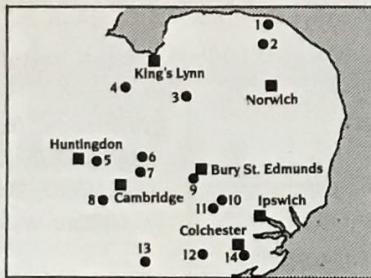 1
2
King's Lynn
4
3
Norwich
Huntingdon
5
6
7
Bury St. Edmunds
9
Cambridge
8
10
11
Ipswich
Colchester
13
12
14